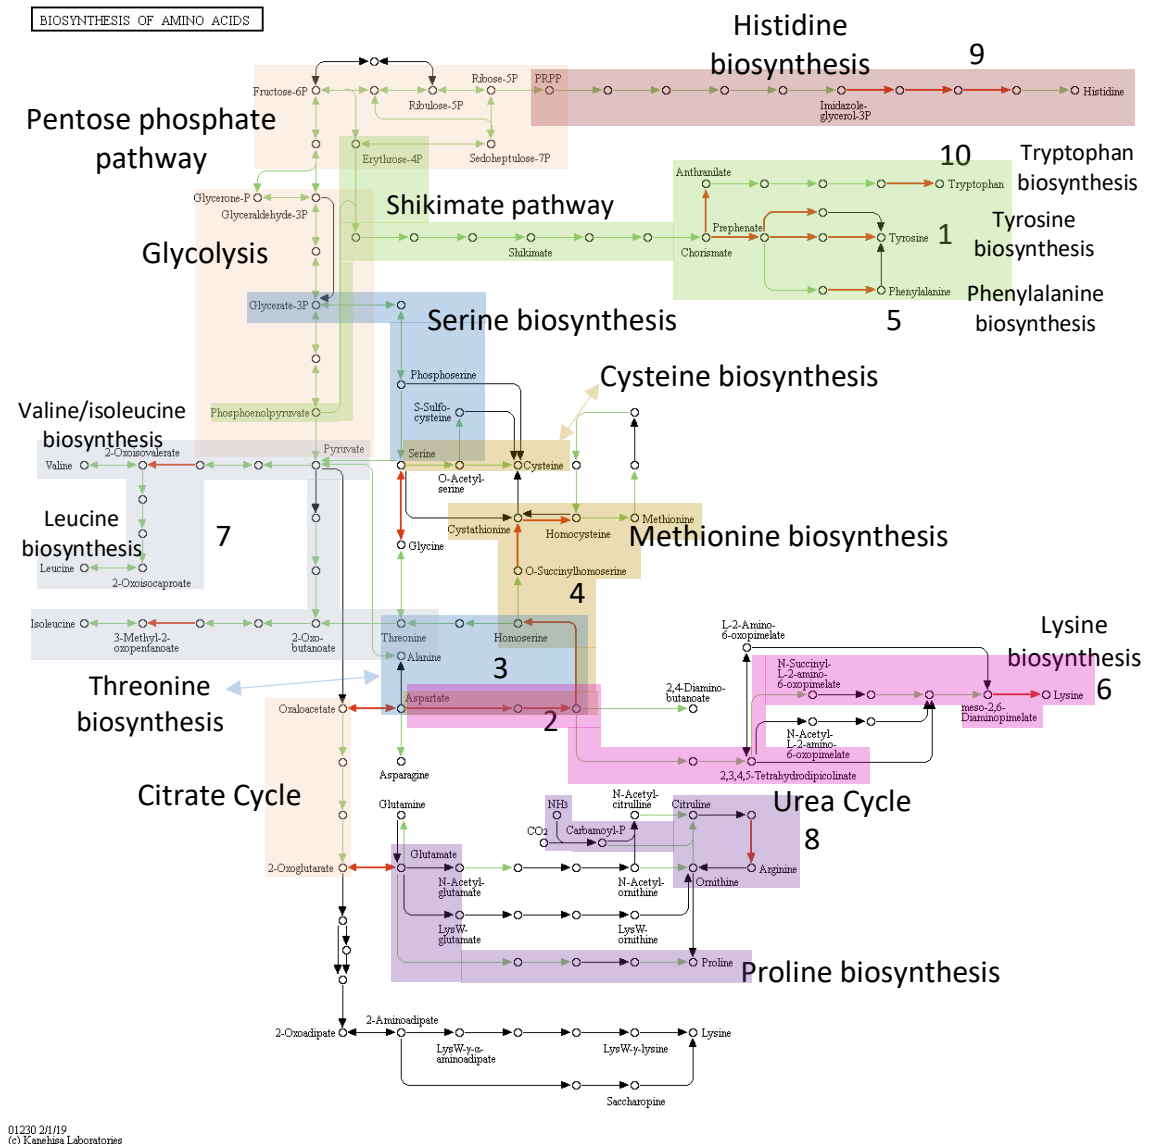 BIOSYNTHESIS OF AMINO ACIDS
Histidine
biosynthesis
9
Fructose-6P
Ribulose-5P
Ribose-5P
PRPP
Imidazole-
glycerol-3P
Histidine
Pentose phosphate
pathway
Erythrose-4P
Sedoheptulose-7P
10
Tryptophan
biosynthesis
Anthranilate
Tryptophan
Glycerone-P
Glyceraldehyde-3P
Shikimate pathway
Prephenate
Tyrosine
1
Tyrosine
biosynthesis
Shikimate
Chorismate
Glycolysis
Phenylalanine
Phenylalanine
biosynthesis
5
Glycerate-3P
Serine biosynthesis
Phosphoserine
Cysteine biosynthesis
S-Sulfo-
cysteine
Phosphoenolpyruvate
Valine/isoleucine
biosynthesis
2-Oxoisovalerate
Pyruvate
Valine
Serine
O-Acetyl-
serine
Cysteine
Leucine
biosynthesis
7
Cystathionine
Homocysteine
Methionine
Methionine biosynthesis
Glycine
Leucine
2-Oxoisocaproate
O-Succinylhomoserine
4
Isoleucine
3-Methyl-2-
oxopentanoate
2-Oxo-
butanoate
Threonine
Homoserine
L-2-Amino-
6-oxopimelate
Lysine
biosynthesis
Alanine
3
N-Succinyl-
L-2-amino-
6-oxopimelate
6
Threonine
biosynthesis
Aspartate
2,4-Diamino-
butanoate
Lysine
meso-2,6-
Diaminopimelate
Oxaloacetate
2
N-Acetyl-
L-2-amino-
6-oxopimelate
Asparagine
2,3,4,5-Tetrahydrodipicolinate
Citrate Cycle
Urea Cycle
Glutamine
NH3
N-Acetyl-
citrulline
Citruline
CO2
Carbamoyl-P
8
Glutamate
2-Oxoglutarate
N-Acetyl-
glutamate
N-Acetyl-
ornithine
Ornithine
Arginine
LysW-
glutamate
LysW-
ornithine
Proline
Proline biosynthesis
2-Oxoadipate
2-Aminoadipate
LysW-γ-α-
aminoadipate
LysW-γ-lysine
Lysine
Saccharopine
01230 2/1/19
(c) Kanehisa Laboratories